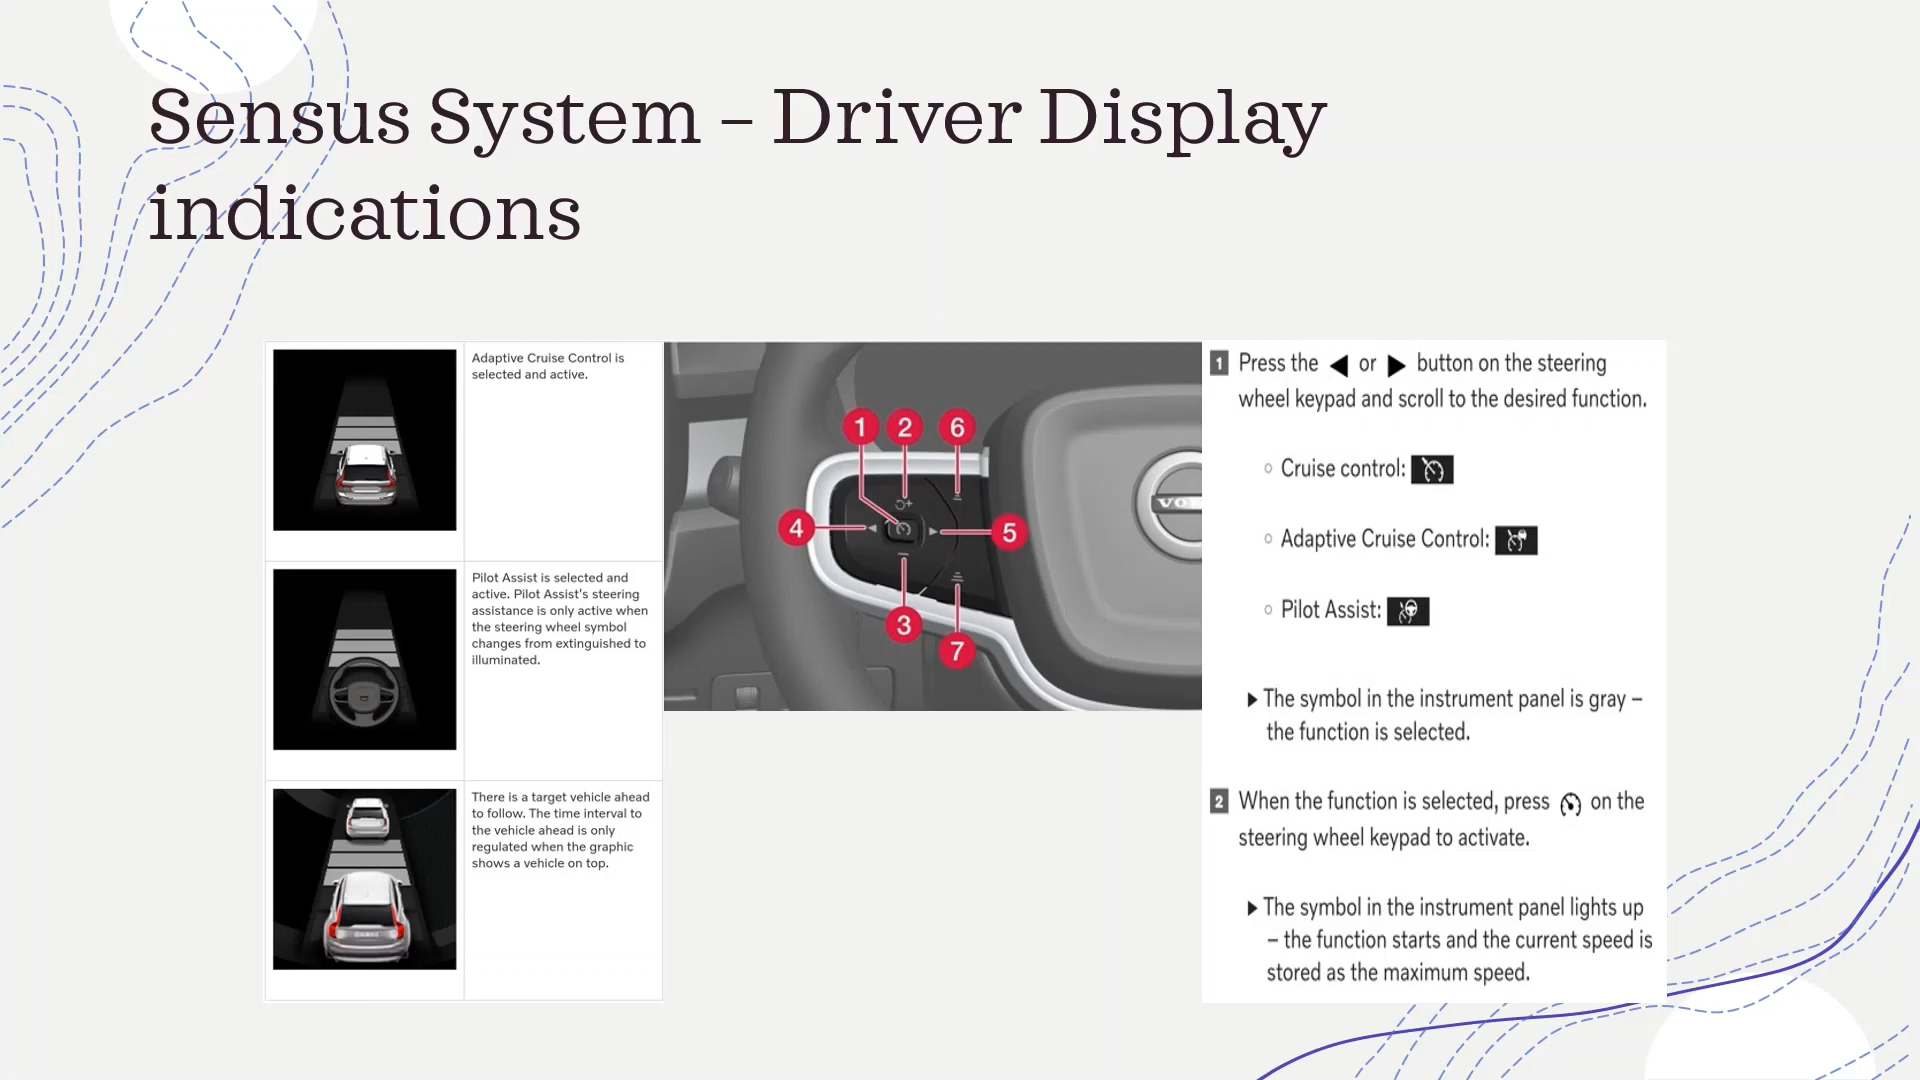 Sensus System – Driver Display
indications
Adaptive Cruise Control is
selected and active.
Pilot Assist is selected and
active. Pilot Assist's steering
assistance is only active when
the steering wheel symbol
changes from extinguished to
illuminated.
There is a target vehicle ahead
to follow. The time interval to
the vehicle ahead is only
regulated when the graphic
shows a vehicle on top.
1 2 6
4 5
3
7
VO
1 Press the ◀ or ▶ button on the steering
wheel keypad and scroll to the desired function.
○ Cruise control:
○ Adaptive Cruise Control:
○ Pilot Assist:
▶ The symbol in the instrument panel is gray –
the function is selected.
2 When the function is selected, press on the
steering wheel keypad to activate.
▶ The symbol in the instrument panel lights up
– the function starts and the current speed is
stored as the maximum speed.